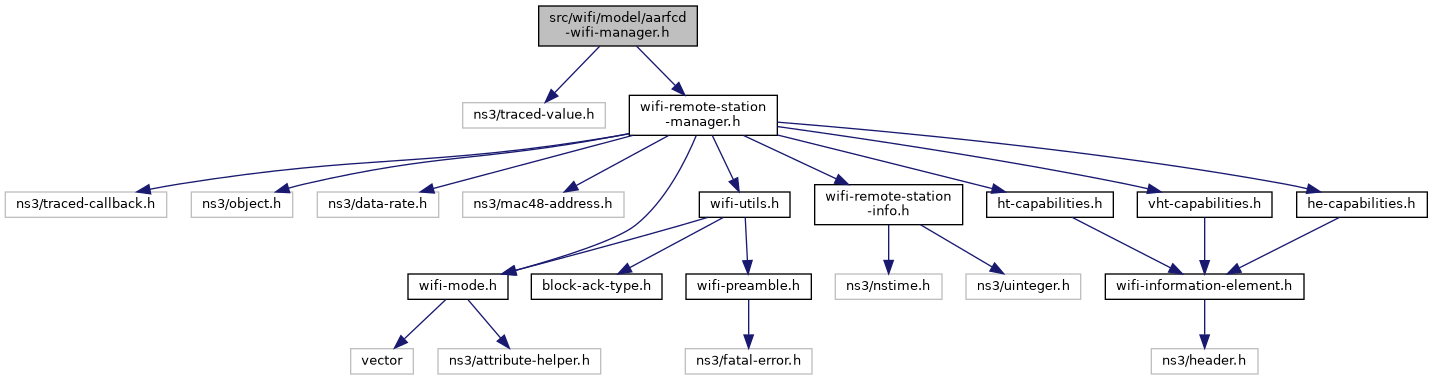 src/wifi/model/aarfcd
-wifi-manager.h
ns3/traced-value.h
wifi-remote-station
-manager.h
ns3/traced-callback.h
ns3/object.h
ns3/data-rate.h
ns3/mac48-address.h
wifi-utils.h
wifi-remote-station
-info.h
ht-capabilities.h
vht-capabilities.h
he-capabilities.h
wifi-mode.h
block-ack-type.h
wifi-preamble.h
ns3/nstime.h
ns3/uinteger.h
wifi-information-element.h
vector
ns3/attribute-helper.h
ns3/fatal-error.h
ns3/header.h